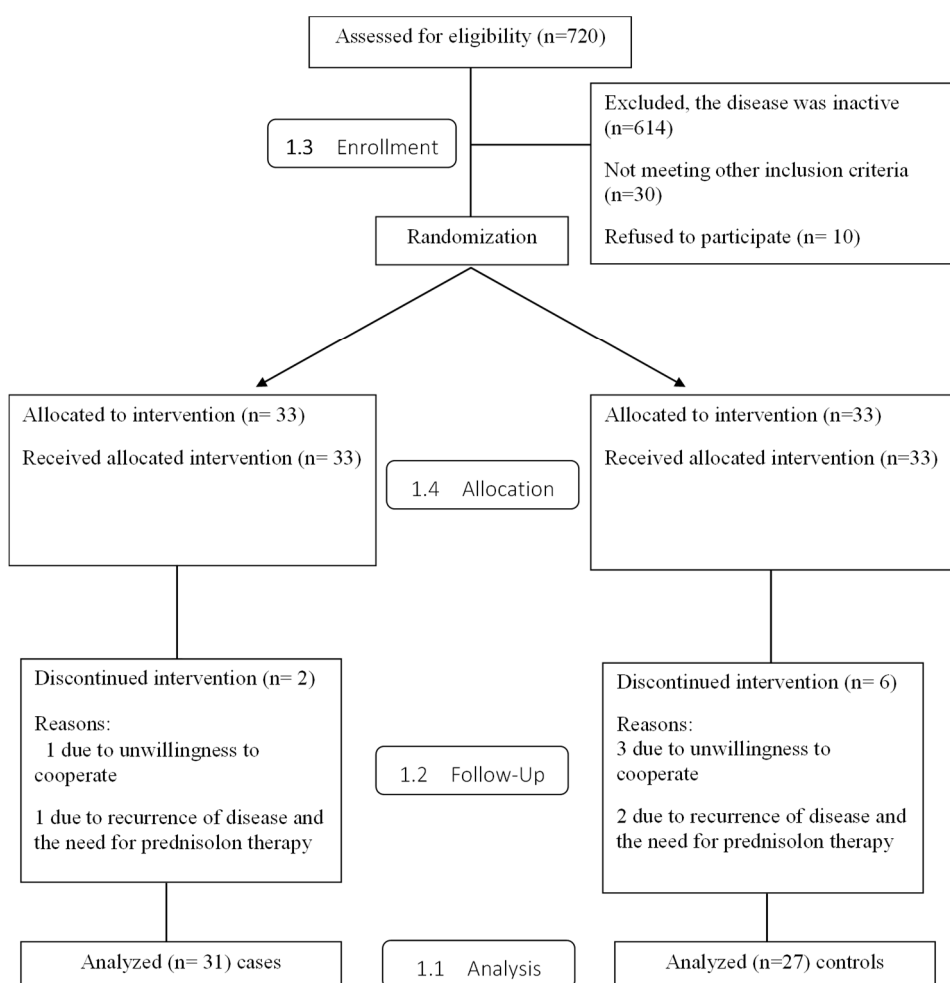 Assessed for eligibility (n=720)
Excluded, the disease was inactive
(n=614)
Not meeting other inclusion criteria
(n=30)
Refused to participate (n= 10)
1.3 Enrollment
Randomization
Allocated to intervention (n= 33)
Received allocated intervention (n= 33)
Allocated to intervention (n=33)
Received allocated intervention (n=33)
1.4 Allocation
Discontinued intervention (n= 2)
Reasons:
1 due to unwillingness to
cooperate
1 due to recurrence of disease and
the need for prednisolon therapy
Discontinued intervention (n= 6)
Reasons:
3 due to unwillingness to
cooperate
2 due to recurrence of disease and
the need for prednisolon therapy
1.2 Follow-Up
Analyzed (n= 31) cases
1.1 Analysis
Analyzed (n=27) controls